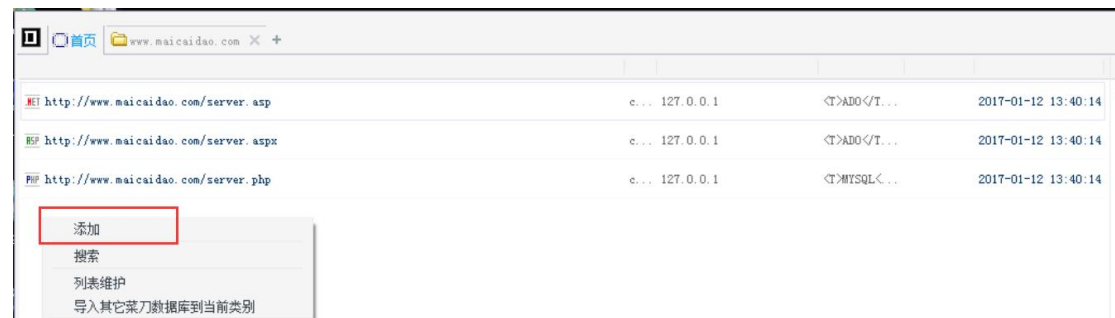 首页 www.maicaidao.com × +
.NET http://www.maicaidao.com/server.asp c... 127.0.0.1 <T>ADO</T... 2017-01-12 13:40:14
ASP http://www.maicaidao.com/server.aspx c... 127.0.0.1 <T>ADO</T... 2017-01-12 13:40:14
PHP http://www.maicaidao.com/server.php c... 127.0.0.1 <T>MYSQL<... 2017-01-12 13:40:14
添加
搜索
列表维护
导入其它菜刀数据库到当前类别